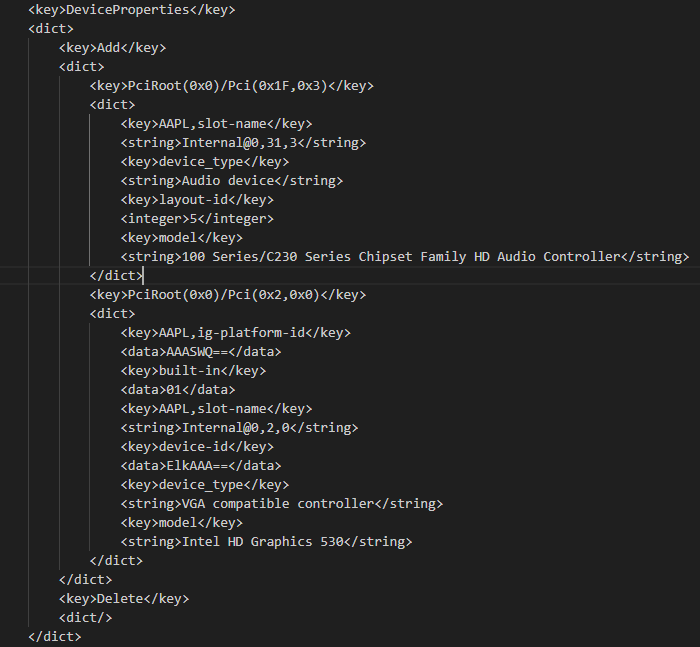 <key>DeviceProperties</key>
<dict>
<key>Add</key>
<dict>
<key>PciRoot(0x0)/Pci(0x1F,0x3)</key>
<dict>
<key>AAPL,slot-name</key>
<string>Internal@0,31,3</string>
<key>device_type</key>
<string>Audio device</string>
<key>layout-id</key>
<integer>5</integer>
<key>model</key>
<string>100 Series/C230 Series Chipset Family HD Audio Controller</string>
</dict>
<key>PciRoot(0x0)/Pci(0x2,0x0)</key>
<dict>
<key>AAPL,ig-platform-id</key>
<data>AAASWQ==</data>
<key>built-in</key>
<data>01</data>
<key>AAPL,slot-name</key>
<string>Internal@0,2,0</string>
<key>device-id</key>
<data>ElkAAA==</data>
<key>device_type</key>
<string>VGA compatible controller</string>
<key>model</key>
<string>Intel HD Graphics 530</string>
</dict>
</dict>
<key>Delete</key>
<dict/>
</dict>